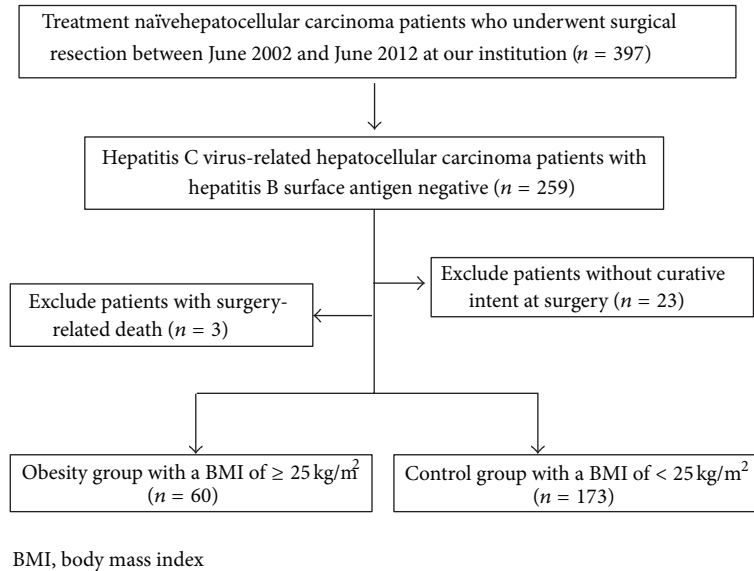 Treatment naïvehepatocellular carcinoma patients who underwent surgical
resection between June 2002 and June 2012 at our institution (n = 397)
Hepatitis C virus-related hepatocellular carcinoma patients with
hepatitis B surface antigen negative (n = 259)
Exclude patients without curative
intent at surgery (n = 23)
Exclude patients with surgery-
related death (n = 3)
Obesity group with a BMI of ≥ 25 kg/m²
(n = 60)
Control group with a BMI of < 25 kg/m²
(n = 173)
BMI, body mass index